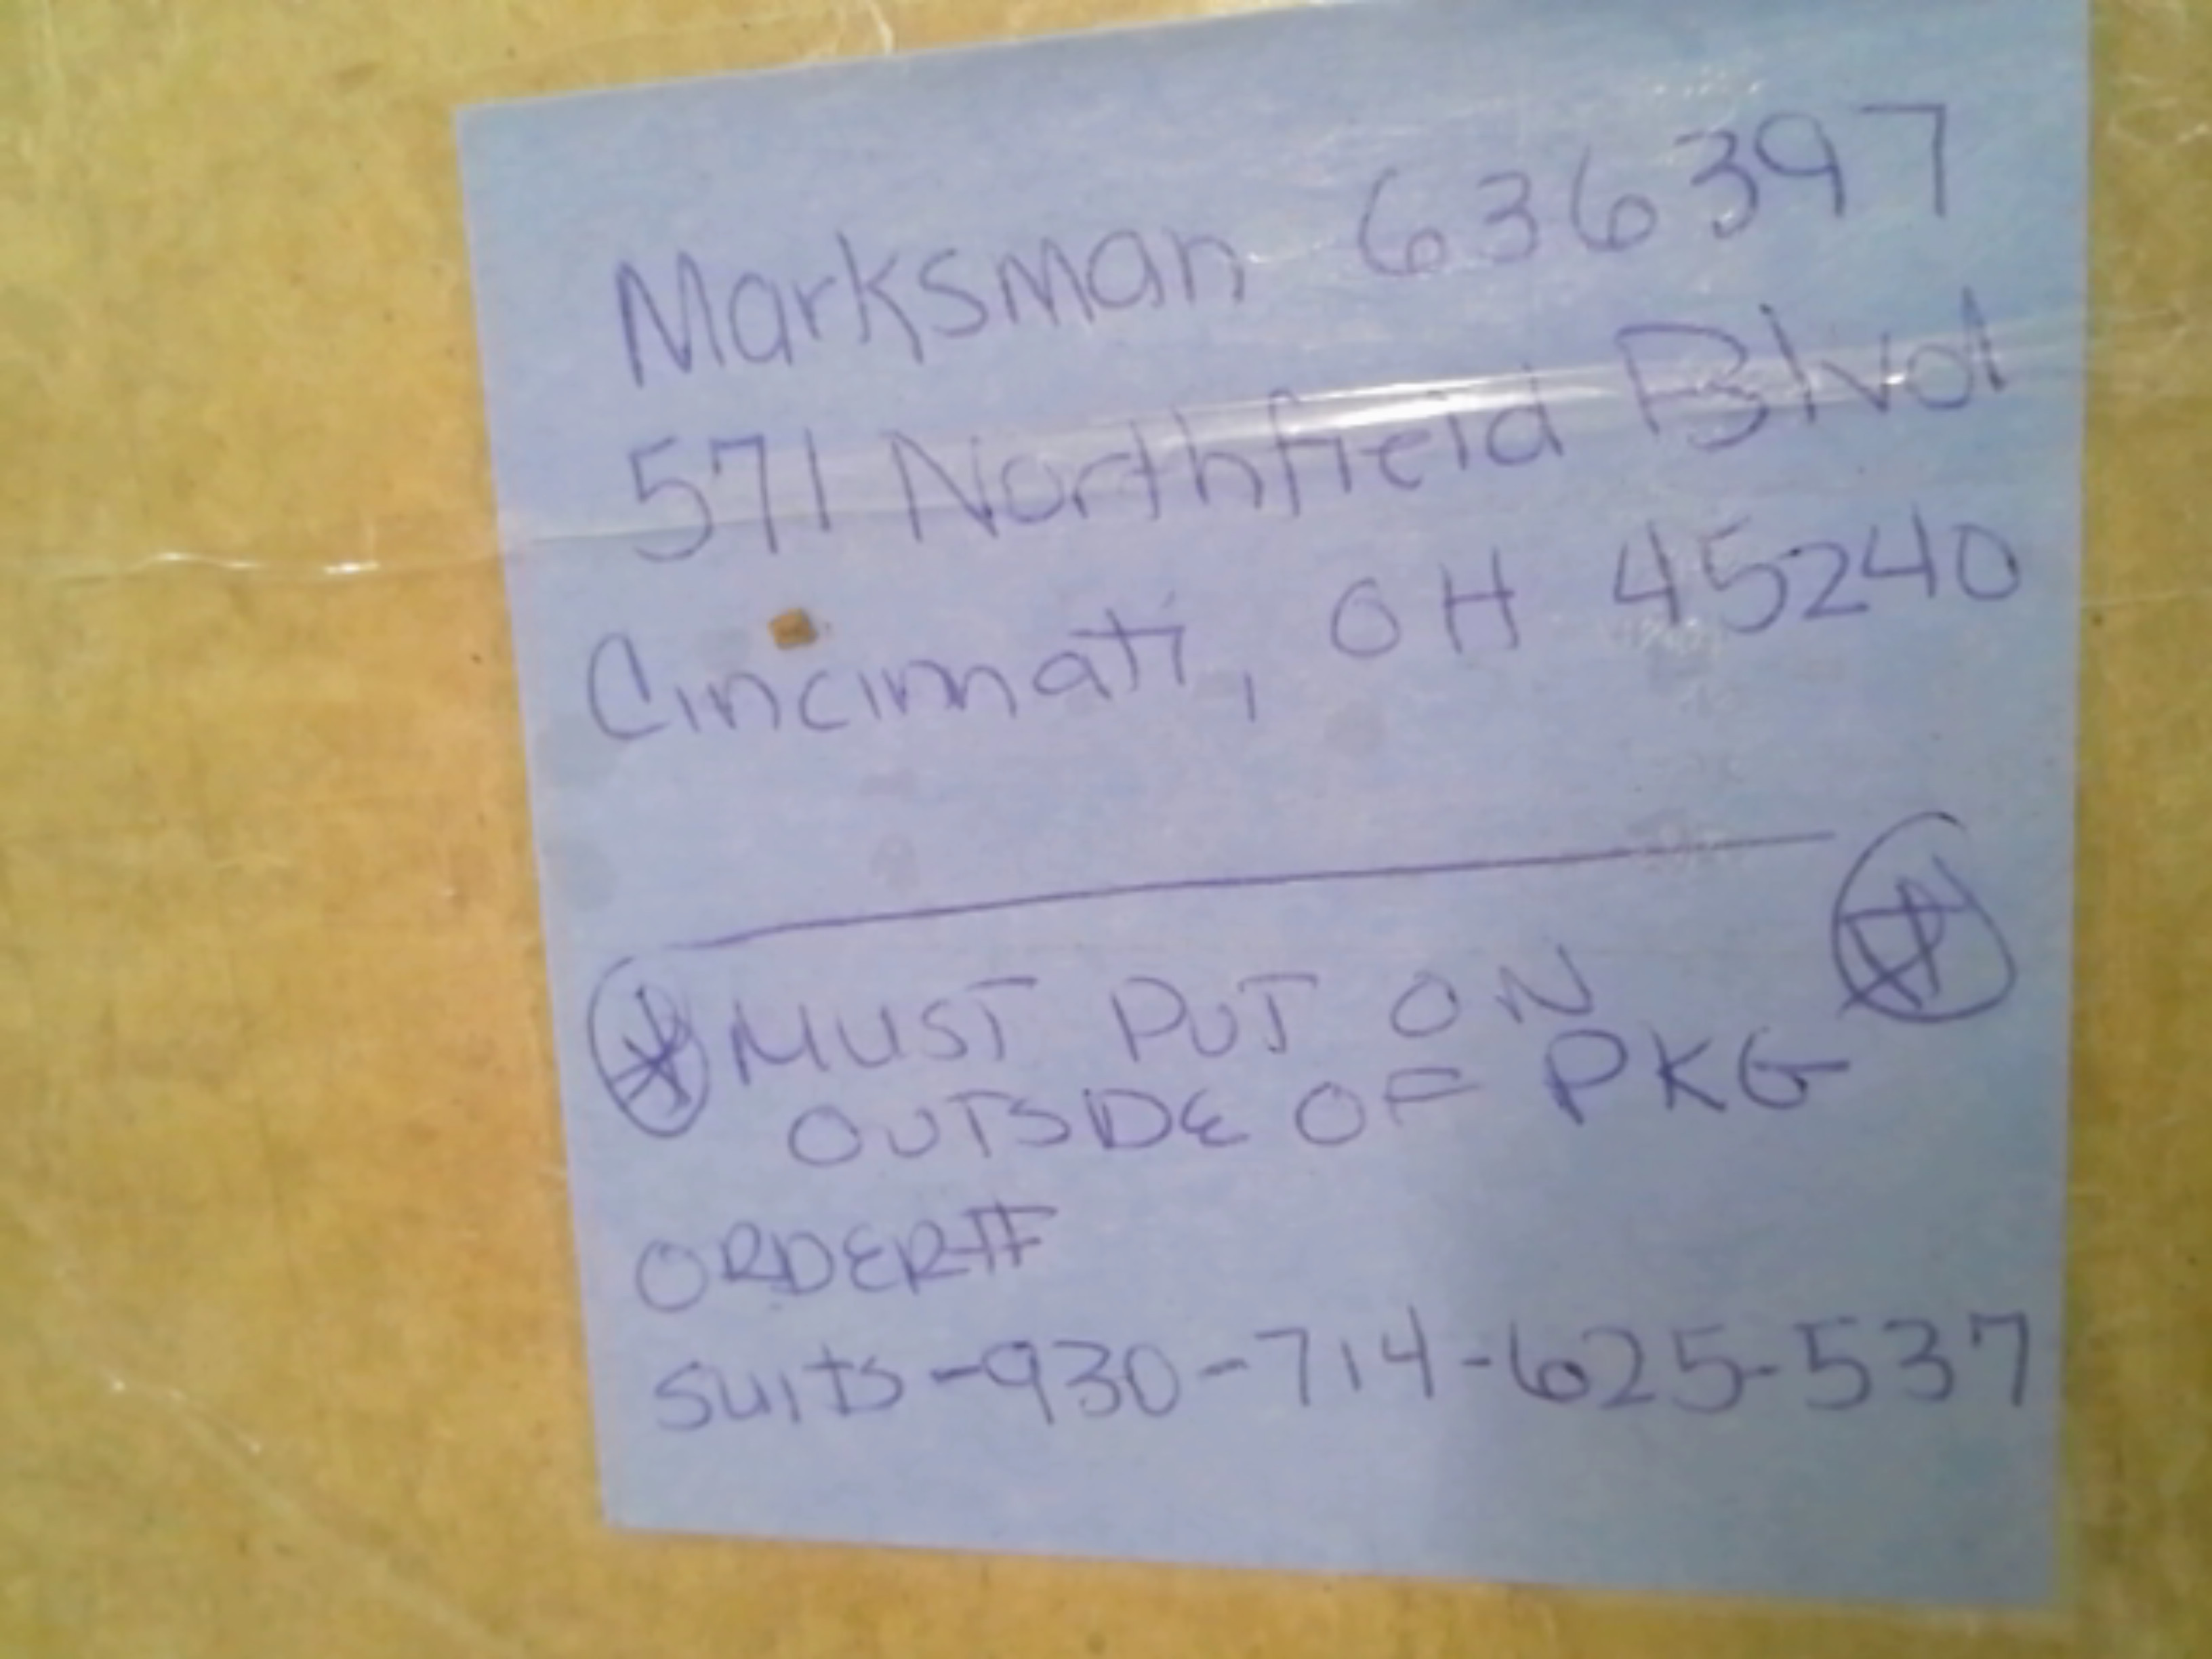 Marksman 636397
571 Northfield Blvd
Cincinnati, OH 45240
MUST PUT ON
OUTSIDE OF PKG
ORDER#
suits-930-714-625-537